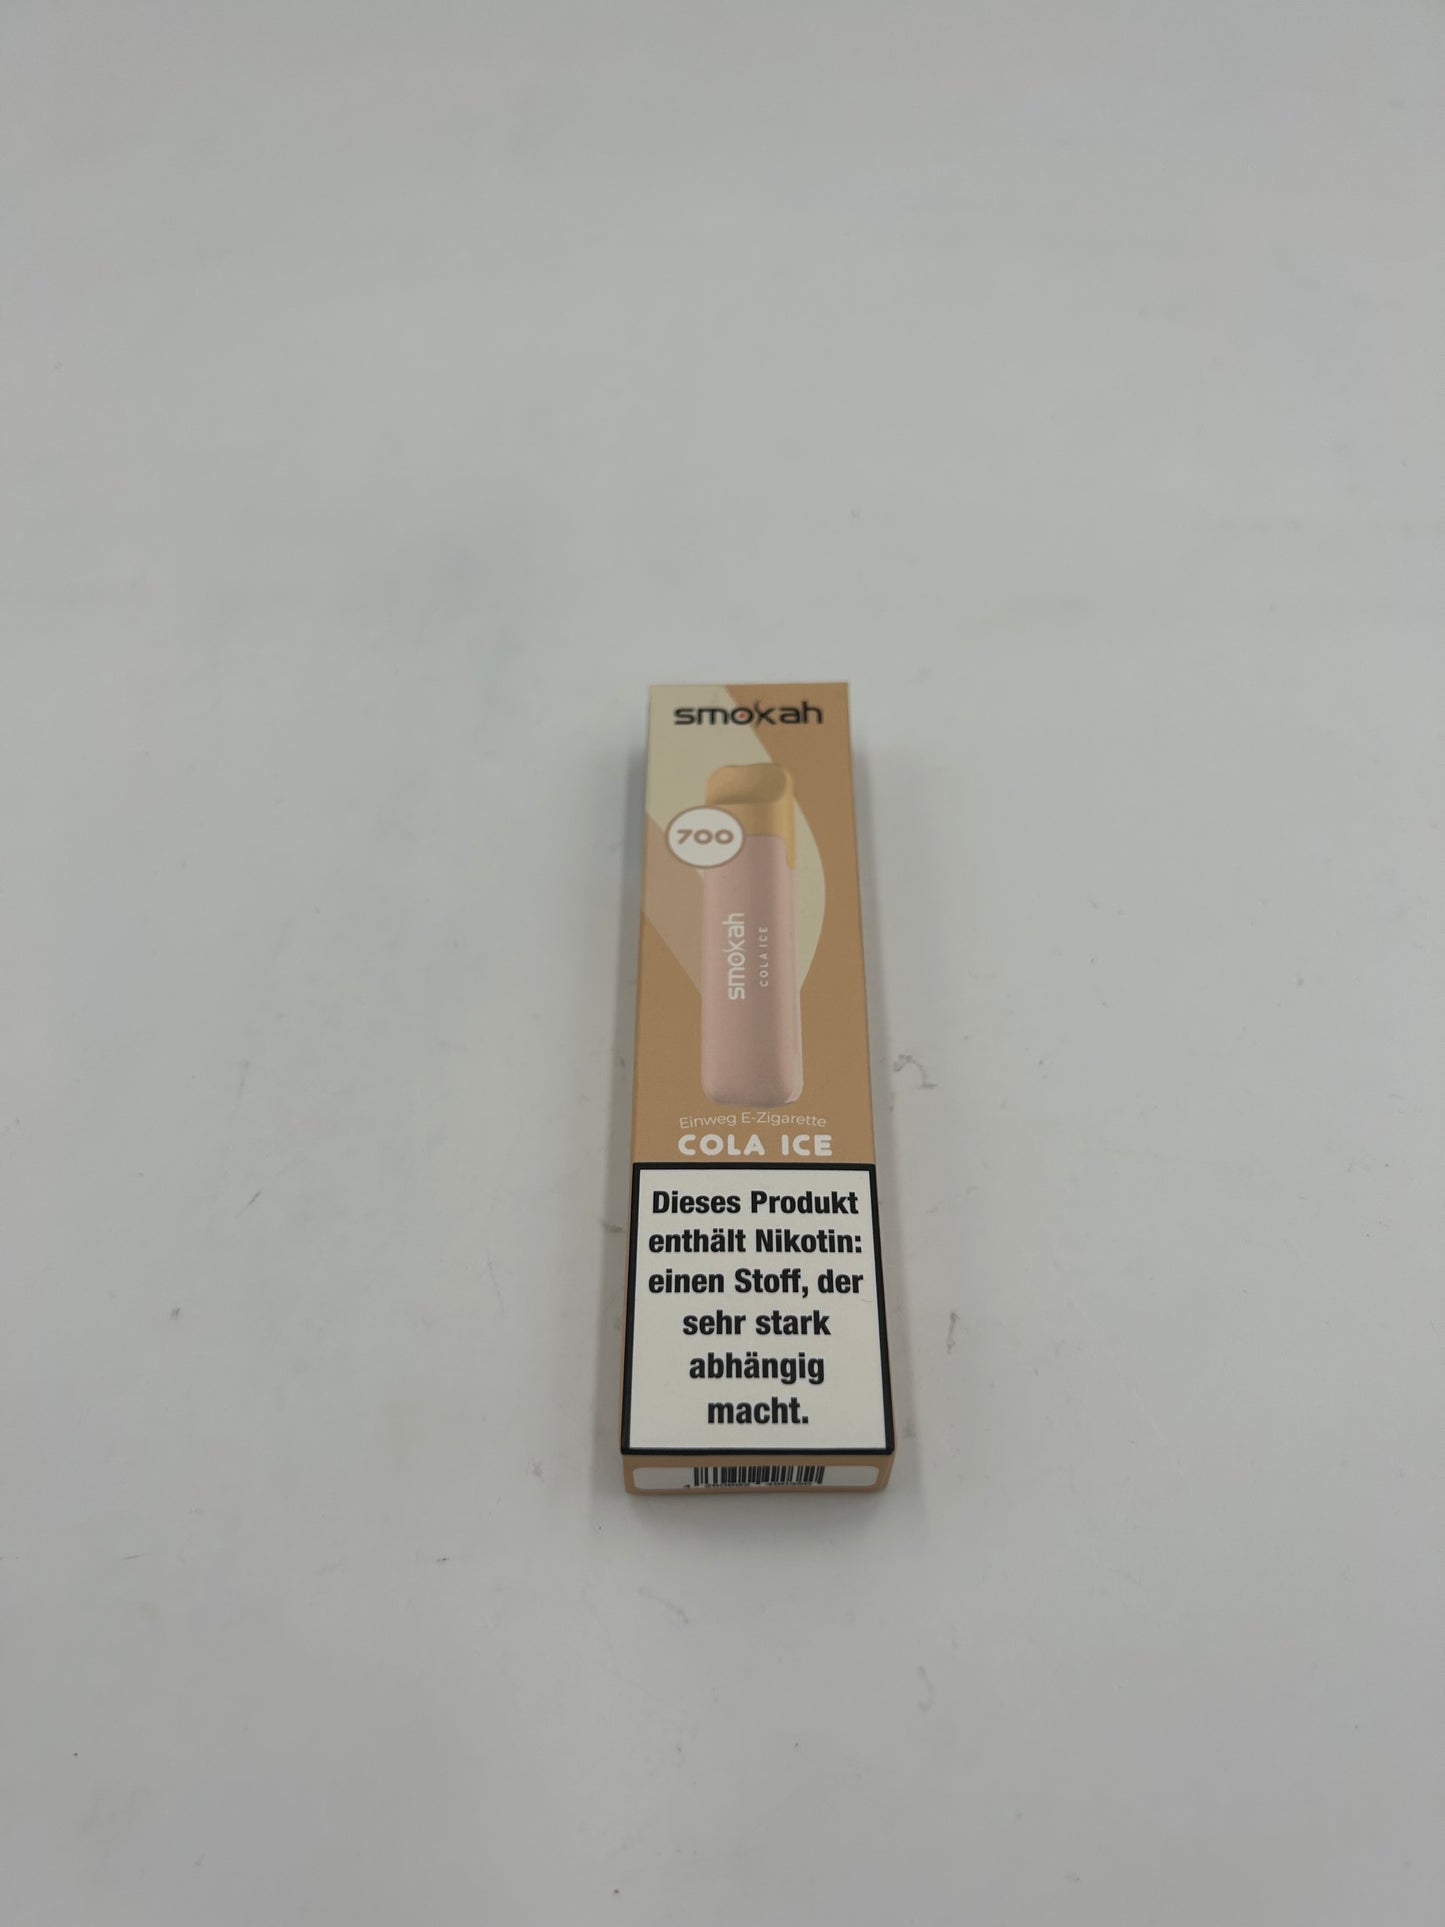 smokah
700
smokah
COLA ICE
Einweg E-Zigarette
COLA ICE
Dieses Produkt
enthält Nikotin:
einen Stoff, der
sehr stark
abhängig
macht.